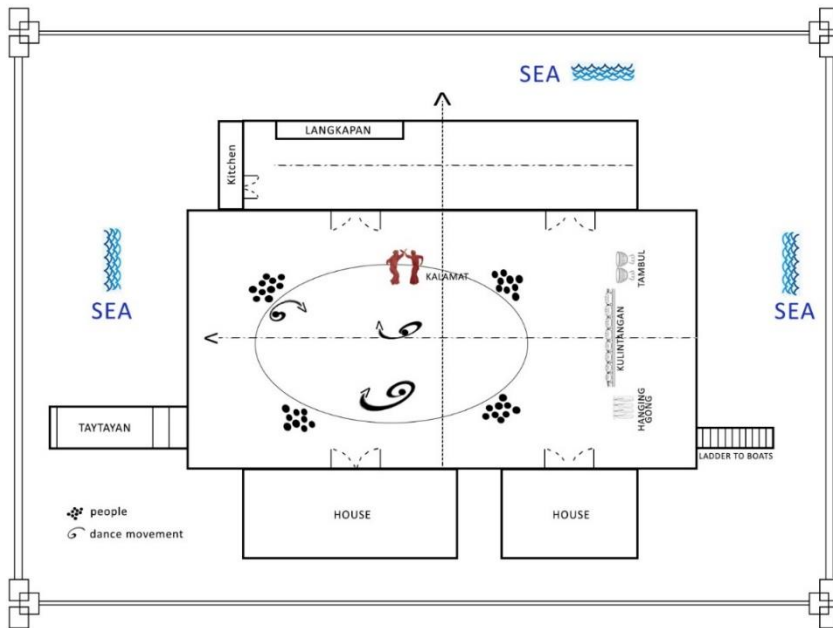 SEA
LANGKAPAN
Kitchen
KALAMAT
TAMBUL
SEA
SEA
KULINTANGAN
HANGING
GONG
TAYTAYAN
LADDER TO BOATS
HOUSE
HOUSE
people
dance movement